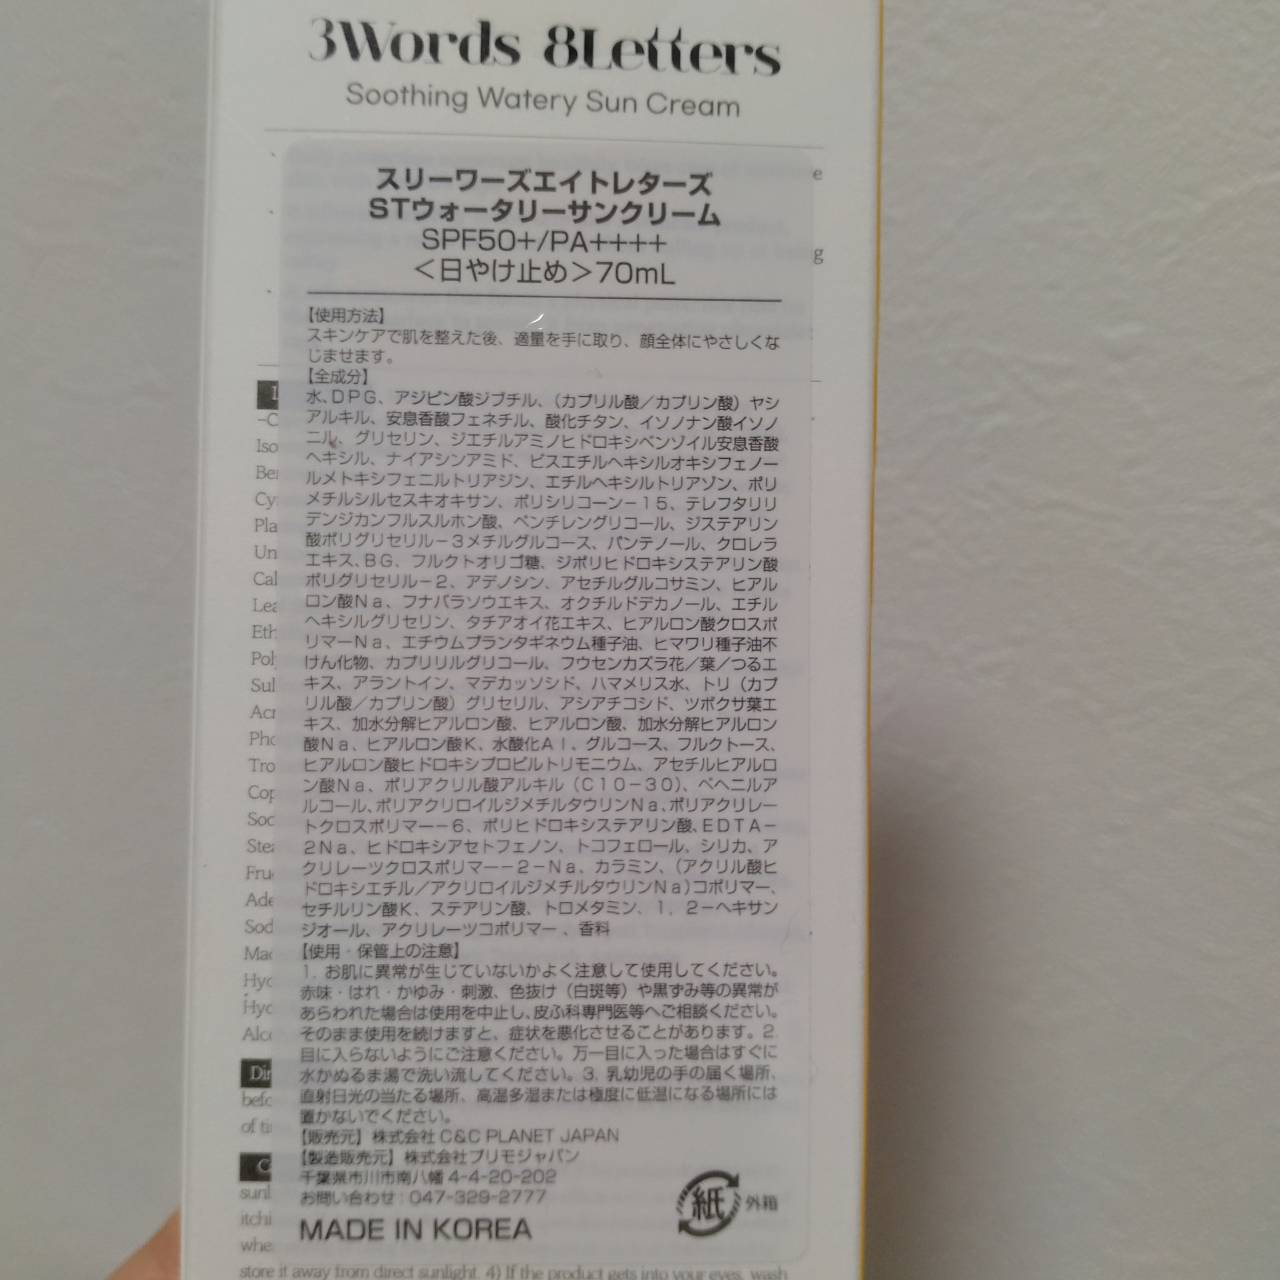 3Words 8Letters
Soothing Watery Sun Cream
スリーワーズエイトレターズ
STウォータリーサンクリーム
SPF50+/PA++++
＜日やけ止め＞70mL
【使用方法】
スキンケアで肌を整えた後、適量を手に取り、顔全体にやさしくな
じませます。
【全成分】
水、DPG、アジピン酸ジブチル、（カプリル酸／カプリン酸）ヤシ
アルキル、安息香酸フェネチル、酸化チタン、イソノナン酸イソノ
ニル、グリセリン、ジエチルアミノヒドロキシベンゾイル安息香酸
ヘキシル、ナイアシンアミド、ビスエチルヘキシルオキシフェノー
ルメトキシフェニルトリアジン、エチルヘキシルトリアゾン、ポリ
メチルシルセスキオキサン、ポリシリコーン－15、テレフタリリ
デンジカンフルスルホン酸、ペンチレングリコール、ジステアリン
酸ポリグリセリル－3メチルグルコース、パンテノール、クロレラ
エキス、BG、フルクトオリゴ糖、ジポリヒドロキシステアリン酸
ポリグリセリル－2、アデノシン、アセチルグルコサミン、ヒアル
ロン酸Na、フナバラソウエキス、オクチルドデカノール、エチル
ヘキシルグリセリン、タチアオイ花エキス、ヒアルロン酸クロスポ
リマーNa、エチウムプランタギネウム種子油、ヒマワリ種子油不
けん化物、カプリリルグリコール、フウセンカズラ花／葉／つるエ
キス、アラントイン、マデカッソシド、ハマメリス水、トリ（カプ
リル酸／カプリン酸）グリセリル、アシアチコシド、ツボクサ葉エ
キス、加水分解ヒアルロン酸、ヒアルロン酸、加水分解ヒアルロン
酸Na、ヒアルロン酸K、水酸化Al、グルコース、フルクトース、
ヒアルロン酸ヒドロキシプロピルトリモニウム、アセチルヒアルロ
ン酸Na、ポリアクリル酸アルキル（C10－30）、ベヘニルア
ルコール、ポリアクリロイルジメチルタウリンNa、ポリアクリレー
トクロスポリマー－6、ポリヒドロキシステアリン酸、EDTA－
2Na、ヒドロキシアセトフェノン、トコフェロール、シリカ、ア
クリレーツクロスポリマー－2－Na、カラミン、（アクリル酸ヒ
ドロキシエチル／アクリロイルジメチルタウリンNa）コポリマー、
セチルリン酸K、ステアリン酸、トロメタミン、1，2－ヘキサン
ジオール、アクリレーツコポリマー 、香料
【使用・保管上の注意】
1. お肌に異常が生じていないかよく注意して使用してください。
赤味・はれ・かゆみ・刺激、色抜け（白斑等）や黒ずみ等の異常が
あらわれた場合は使用を中止し、皮ふ科専門医等へご相談ください。
そのまま使用を続けますと、症状を悪化させることがあります。2.
目に入らないようにご注意ください。万一目に入った場合はすぐに
水かぬるま湯で洗い流してください。3. 乳幼児の手の届く場所、
直射日光の当たる場所、高温多湿または極度に低温になる場所には
置かないでください。
【販売元】株式会社 C&C PLANET JAPAN
【製造販売元】株式会社プリモジャパン
千葉県市川市南八幡 4-4-20-202
お問い合わせ : 047-329-2777
紙 外箱
MADE IN KOREA
store it away from direct sunlight. 4) If the product gets into your eyes, wash